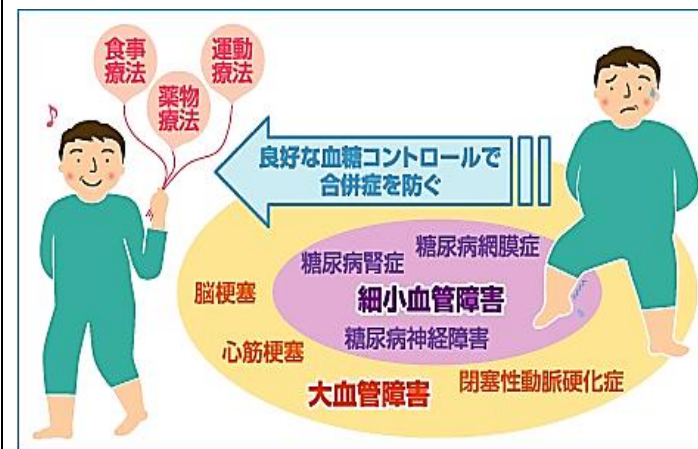 食事
療法
薬物
療法
運動
療法
♪
良好な血糖コントロールで
合併症を防ぐ
糖尿病腎症
糖尿病網膜症
細小血管障害
糖尿病神経障害
脳梗塞
心筋梗塞
大血管障害
閉塞性動脈硬化症